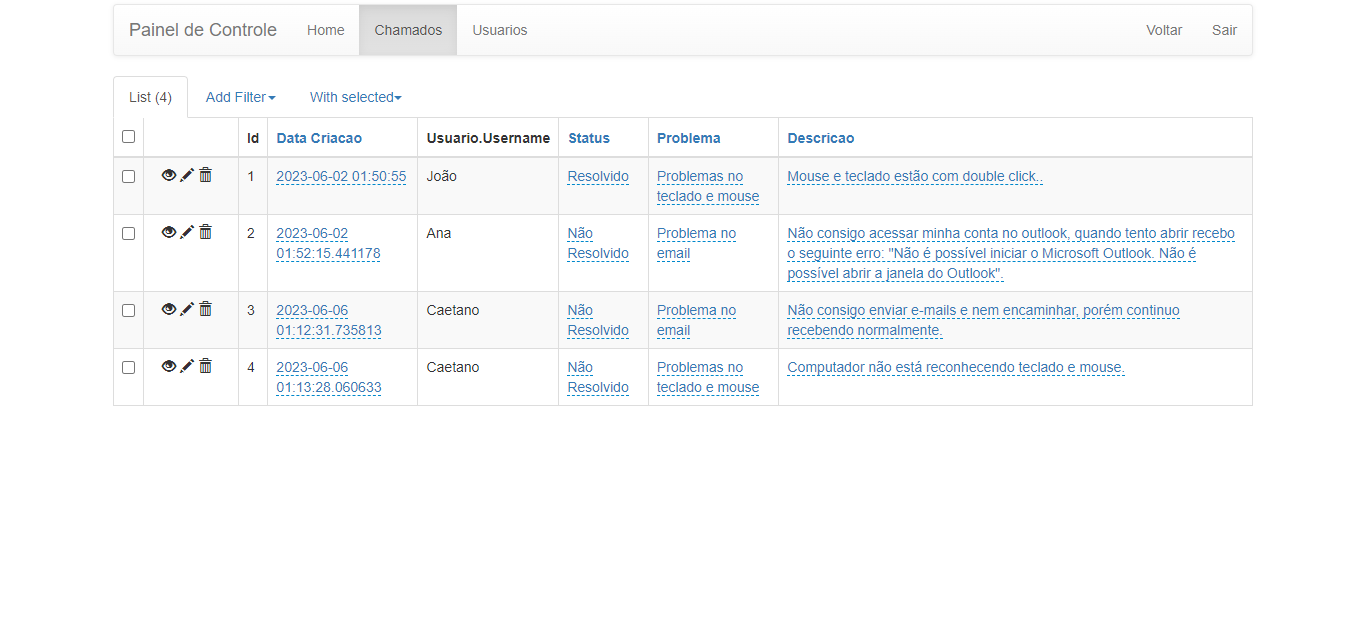 Painel de Controle Home Chamados Usuarios Voltar Sair
List (4) Add Filter With selected
Id Data Criacao Usuario.Username Status Problema Descricao
1 2023-06-02 01:50:55 João Resolvido Problemas no Mouse e teclado estão com double click..
teclado e mouse
2 2023-06-02 Ana Não Problema no Não consigo acessar minha conta no outlook, quando tento abrir recebo
01:52:15.441178 Resolvido email o seguinte erro: "Não é possível iniciar o Microsoft Outlook. Não é
possível abrir a janela do Outlook".
3 2023-06-06 Caetano Não Problema no Não consigo enviar e-mails e nem encaminhar, porém continuo
01:12:31.735813 Resolvido email recebendo normalmente.
4 2023-06-06 Caetano Não Problemas no Computador não está reconhecendo teclado e mouse.
01:13:28.060633 Resolvido teclado e mouse